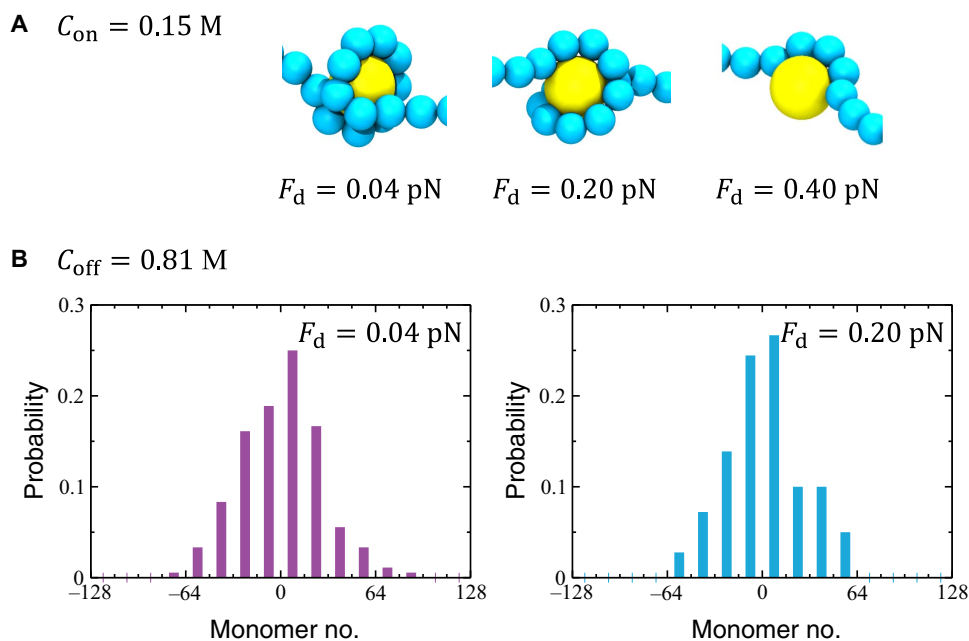 A C_on = 0.15 M
F_d = 0.04 pN F_d = 0.20 pN F_d = 0.40 pN
B C_off = 0.81 M
0.3
0.2
0.1
0
Probability
F_d = 0.04 pN
−128 −64 0 64 128
Monomer no.
0.3
0.2
0.1
0
Probability
F_d = 0.20 pN
−128 −64 0 64 128
Monomer no.